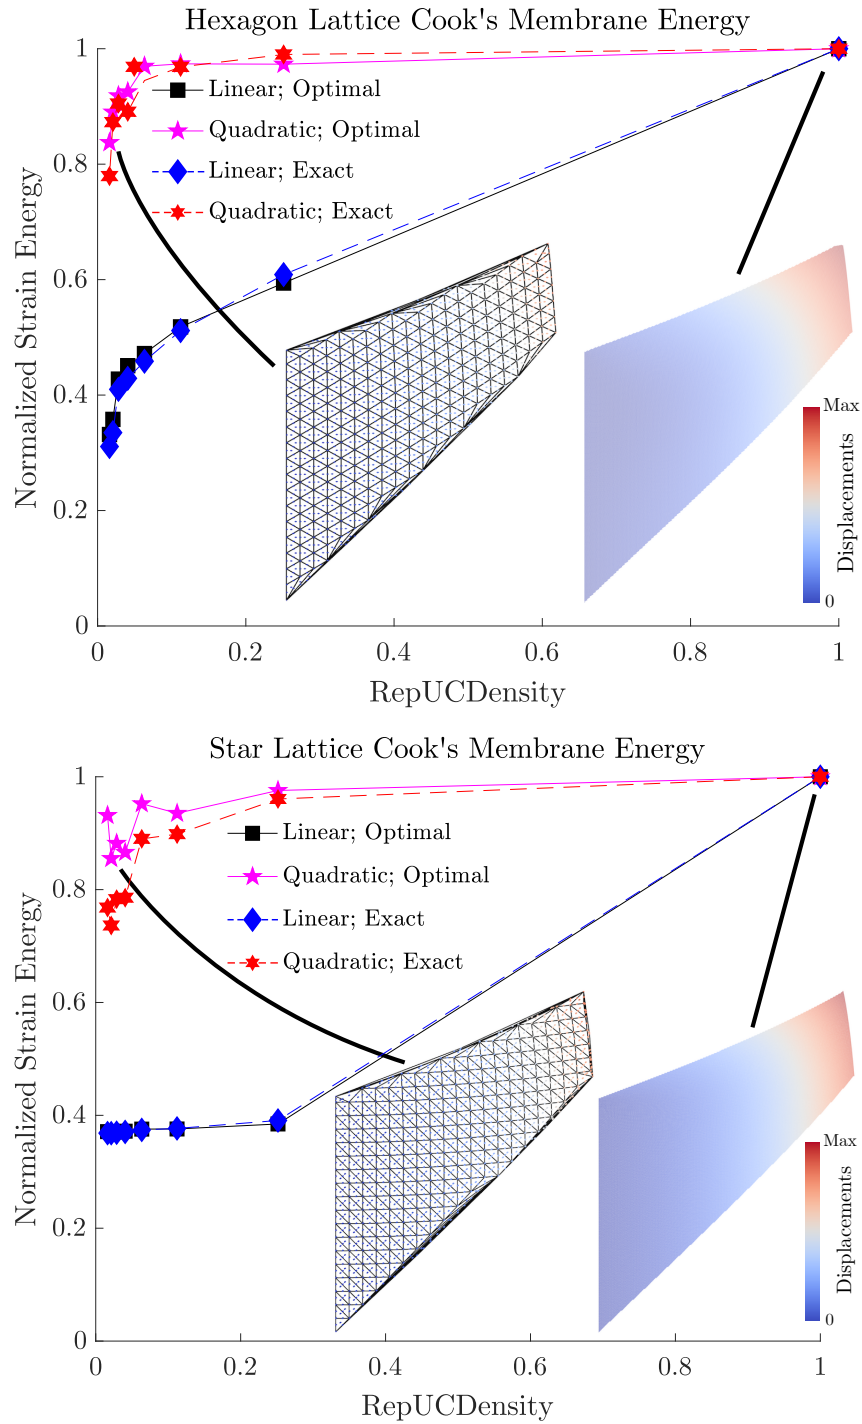 Hexagon Lattice Cook's Membrane Energy
Normalized Strain Energy
1
0.8
0.6
0.4
0.2
0
Linear; Optimal
Quadratic; Optimal
Linear; Exact
Quadratic; Exact
Max
Displacements
0
0 0.2 0.4 0.6 0.8 1
RepUCDensity
Star Lattice Cook's Membrane Energy
Normalized Strain Energy
1
0.8
0.6
0.4
0.2
0
Linear; Optimal
Quadratic; Optimal
Linear; Exact
Quadratic; Exact
Max
Displacements
0
0 0.2 0.4 0.6 0.8 1
RepUCDensity